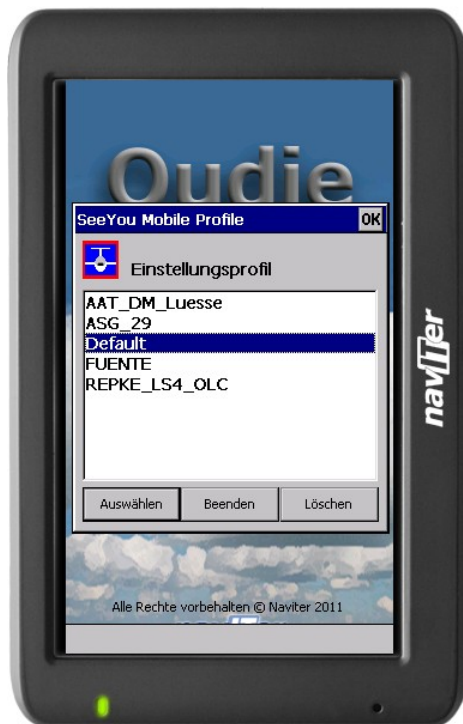 Oudie
SeeYou Mobile Profile OK
Einstellungsprofil
AAT_DM_Luesse
ASG_29
Default
FUENTE
REPKE_LS4_OLC
Auswählen Beenden Löschen
Alle Rechte vorbehalten © Naviter 2011
naviter